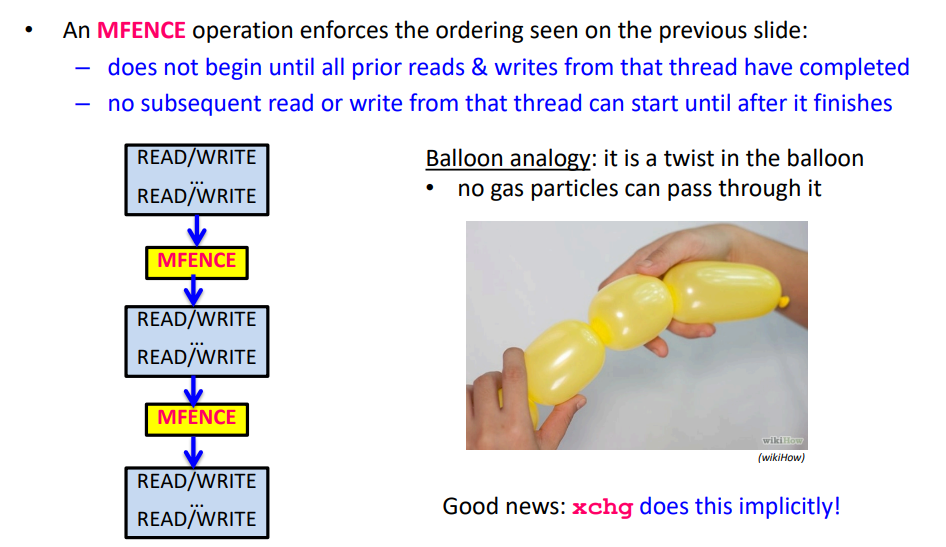 • An MFENCE operation enforces the ordering seen on the previous slide:
– does not begin until all prior reads & writes from that thread have completed
– no subsequent read or write from that thread can start until after it finishes
READ/WRITE
...
READ/WRITE
MFENCE
READ/WRITE
...
READ/WRITE
MFENCE
READ/WRITE
...
READ/WRITE
Balloon analogy: it is a twist in the balloon
• no gas particles can pass through it
wikiHow
(wikiHow)
Good news: xchg does this implicitly!